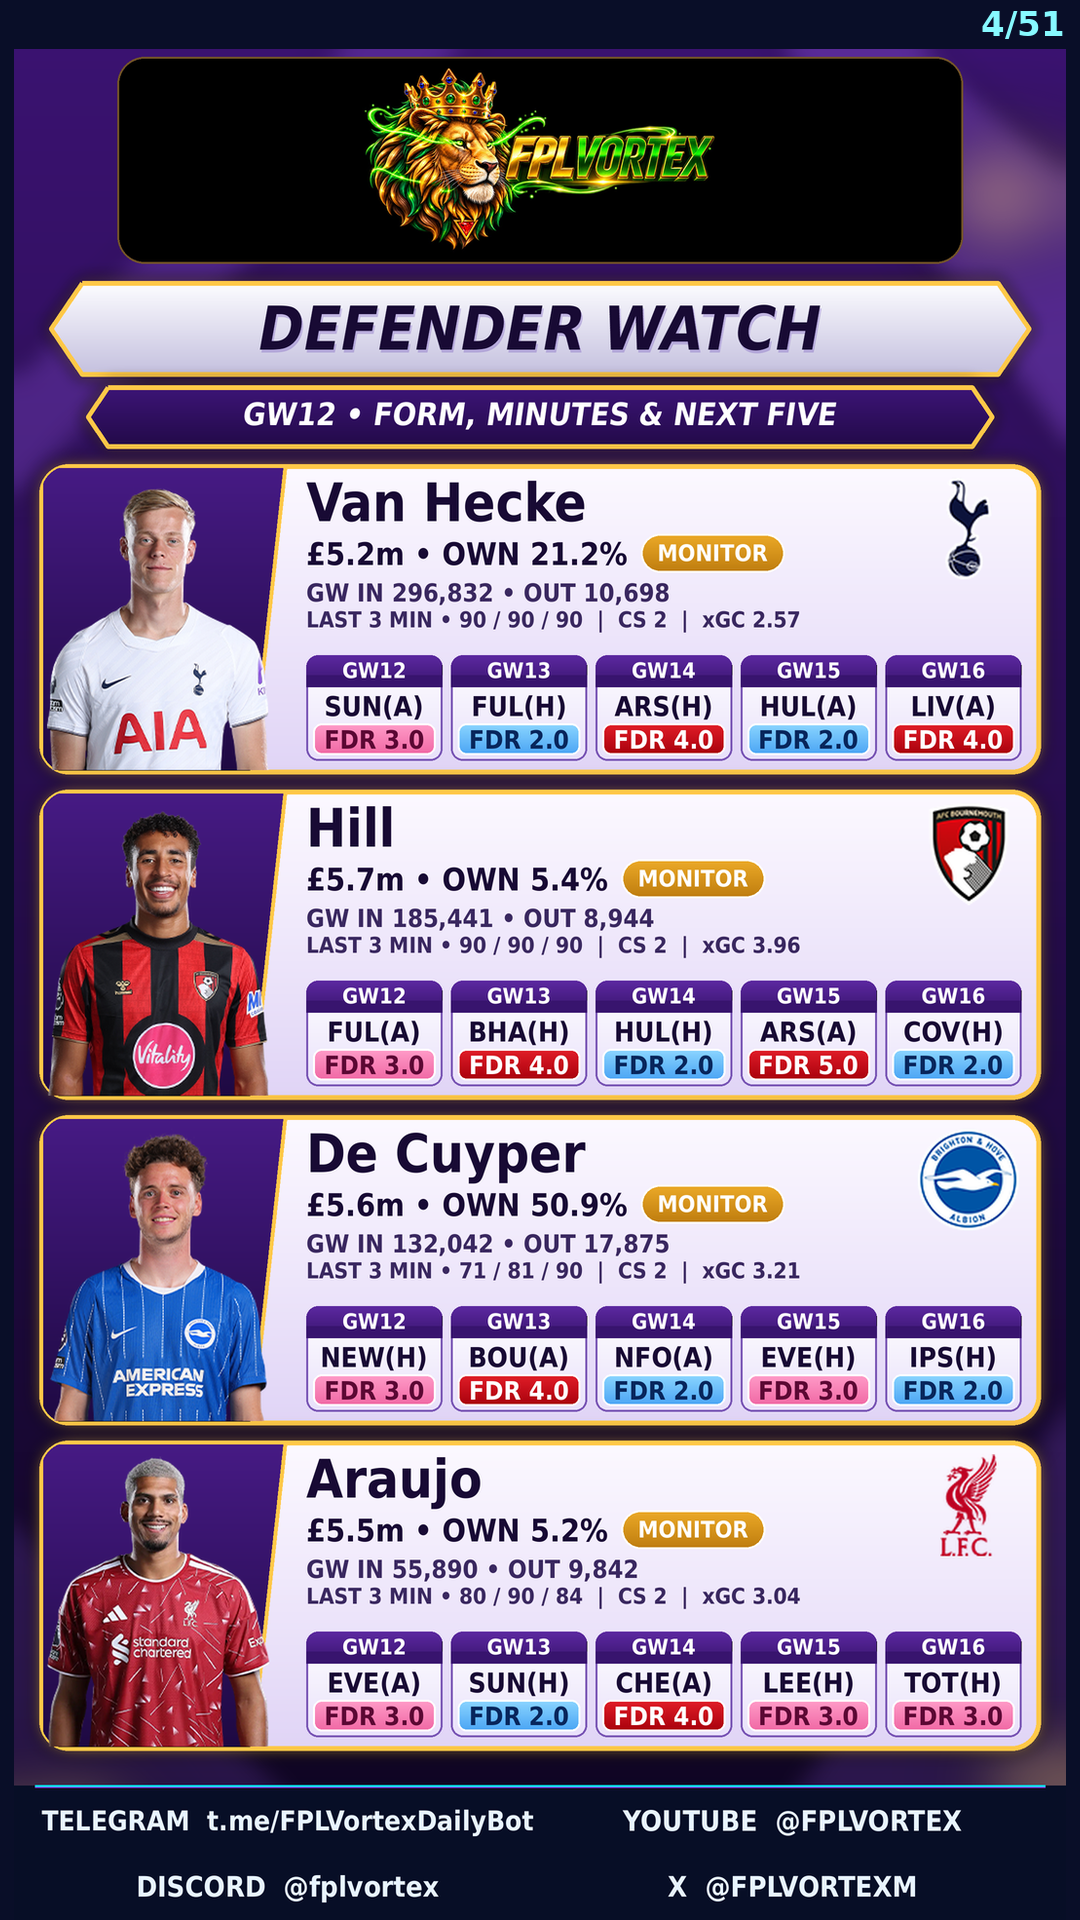 4/51
FPLVORTEX
DEFENDER WATCH
GW12 • FORM, MINUTES & NEXT FIVE
Van Hecke
£5.2m • OWN 21.2% MONITOR
GW IN 296,832 • OUT 10,698
LAST 3 MIN • 90 / 90 / 90 | CS 2 | xGC 2.57
GW12 GW13 GW14 GW15 GW16
SUN(A) FUL(H) ARS(H) HUL(A) LIV(A)
FDR 3.0 FDR 2.0 FDR 4.0 FDR 2.0 FDR 4.0
AIA
Hill
£5.7m • OWN 5.4% MONITOR
AFC BOURNEMOUTH
GW IN 185,441 • OUT 8,944
LAST 3 MIN • 90 / 90 / 90 | CS 2 | xGC 3.96
GW12 GW13 GW14 GW15 GW16
FUL(A) BHA(H) HUL(H) ARS(A) COV(H)
FDR 3.0 FDR 4.0 FDR 2.0 FDR 5.0 FDR 2.0
Vitality
De Cuyper
£5.6m • OWN 50.9% MONITOR
BRIGHTON & HOVE
ALBION
GW IN 132,042 • OUT 17,875
LAST 3 MIN • 71 / 81 / 90 | CS 2 | xGC 3.21
GW12 GW13 GW14 GW15 GW16
NEW(H) BOU(A) NFO(A) EVE(H) IPS(H)
FDR 3.0 FDR 4.0 FDR 2.0 FDR 3.0 FDR 2.0
AMERICAN
EXPRESS
Araujo
£5.5m • OWN 5.2% MONITOR
L.F.C.
GW IN 55,890 • OUT 9,842
LAST 3 MIN • 80 / 90 / 84 | CS 2 | xGC 3.04
GW12 GW13 GW14 GW15 GW16
EVE(A) SUN(H) CHE(A) LEE(H) TOT(H)
FDR 3.0 FDR 2.0 FDR 4.0 FDR 3.0 FDR 3.0
standard
chartered
TELEGRAM t.me/FPLVortexDailyBot YOUTUBE @FPLVORTEX
DISCORD @fplvortex X @FPLVORTEXM